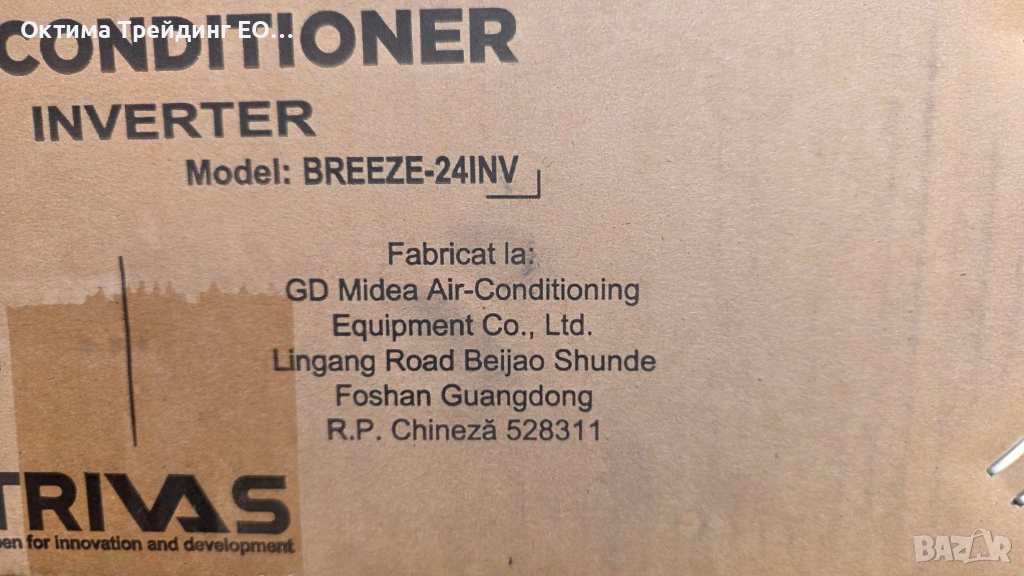 Октима Трейдинг ЕО...
CONDITIONER
INVERTER
Model: BREEZE-24INV
Fabricat la:
GD Midea Air-Conditioning
Equipment Co., Ltd.
Lingang Road Beijao Shunde
Foshan Guangdong
R.P. Chineză 528311
TRIVAS
pen for innovation and development
BAZAR